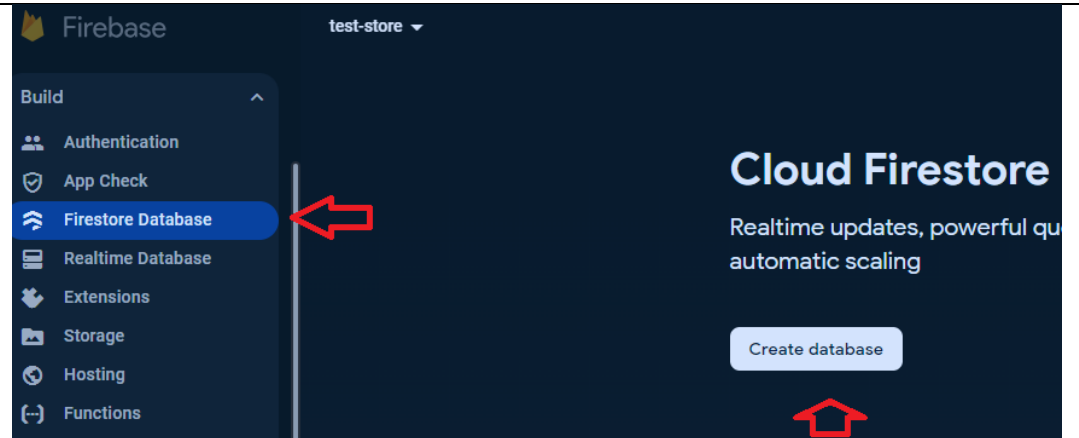 Firebase
test-store
Build
Authentication
App Check
Firestore Database
Realtime Database
Extensions
Storage
Hosting
Functions
Cloud Firestore
Realtime updates, powerful
automatic scaling
Create database